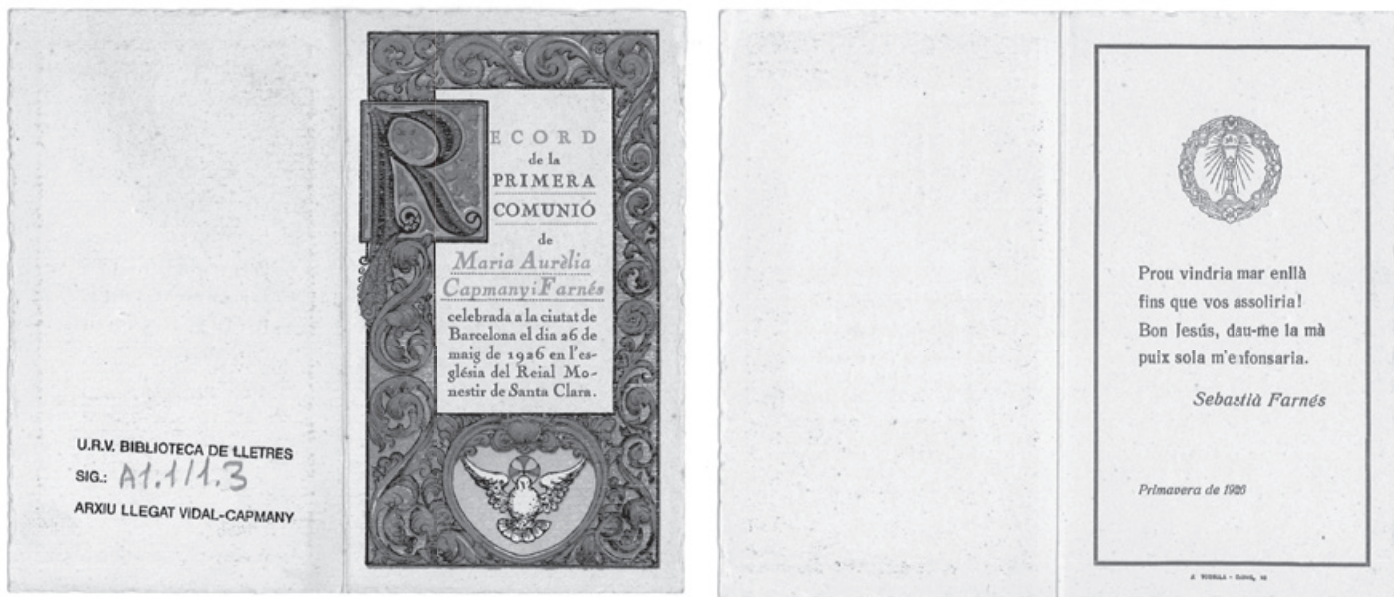 RECORD
de la
PRIMERA
COMUNIÓ
de
Maria Aurèlia
Capmany i Farnés
celebrada a la ciutat de
Barcelona el dia 26 de
maig de 1926 en l'es-
glésia del Reial Mo-
nestir de Santa Clara.
U.R.V. BIBLIOTECA DE LLETRES
SIG.: A1.1/1.3
ARXIU LLEGAT VIDAL-CAPMANY
Prou vindria mar enllà
fins que vos assoliria!
Bon Jesús, dau-me la mà
puix sola m'enfonsaria.
Sebastià Farnés
Primavera de 1926